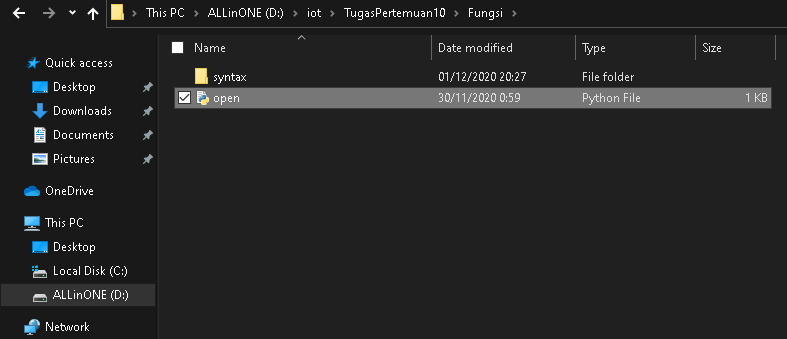 This PC > ALLinONE (D:) > iot > TugasPertemuan10 > Fungsi >
Name Date modified Type Size
Quick access
Desktop
Downloads
Documents
Pictures
OneDrive
This PC
Desktop
Local Disk (C:)
ALLinONE (D:)
Network
syntax 01/12/2020 20:27 File folder
open 30/11/2020 0:59 Python File 1 KB